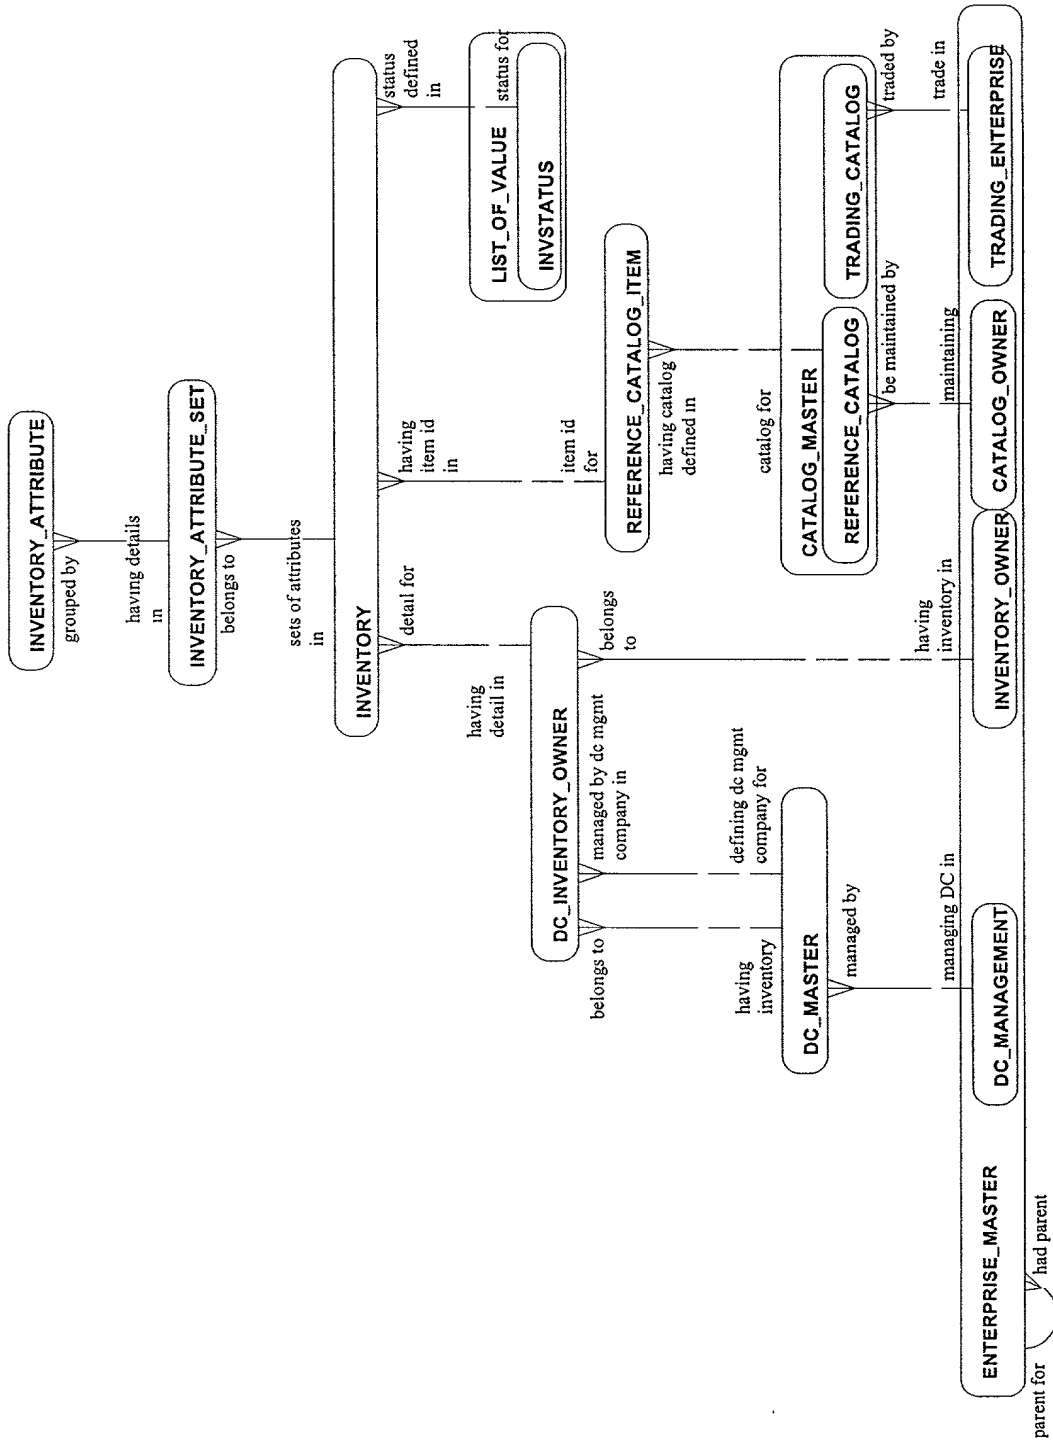 INVENTORY_ATTRIBUTE
grouped by
having details
in
INVENTORY_ATTRIBUTE_SET
belongs to
sets of attributes
in
INVENTORY
detail for
having
item id
in
status
defined
in
having
detail in
item id
for
status for
LIST_OF_VALUE
INVSTATUS
DC_INVENTORY_OWNER
belongs to
managed by dc mgmt
company in
belongs
to
REFERENCE_CATALOG_ITEM
having catalog
defined in
having
inventory
defining dc mgmt
company for
catalog for
DC_MASTER
managed by
CATALOG_MASTER
REFERENCE_CATALOG
TRADING_CATALOG
be maintained by
traded by
managing DC in
having
inventory in
maintaining
trade in
ENTERPRISE_MASTER
DC_MANAGEMENT
INVENTORY_OWNER
CATALOG_OWNER
TRADING_ENTERPRISE
parent for
had parent